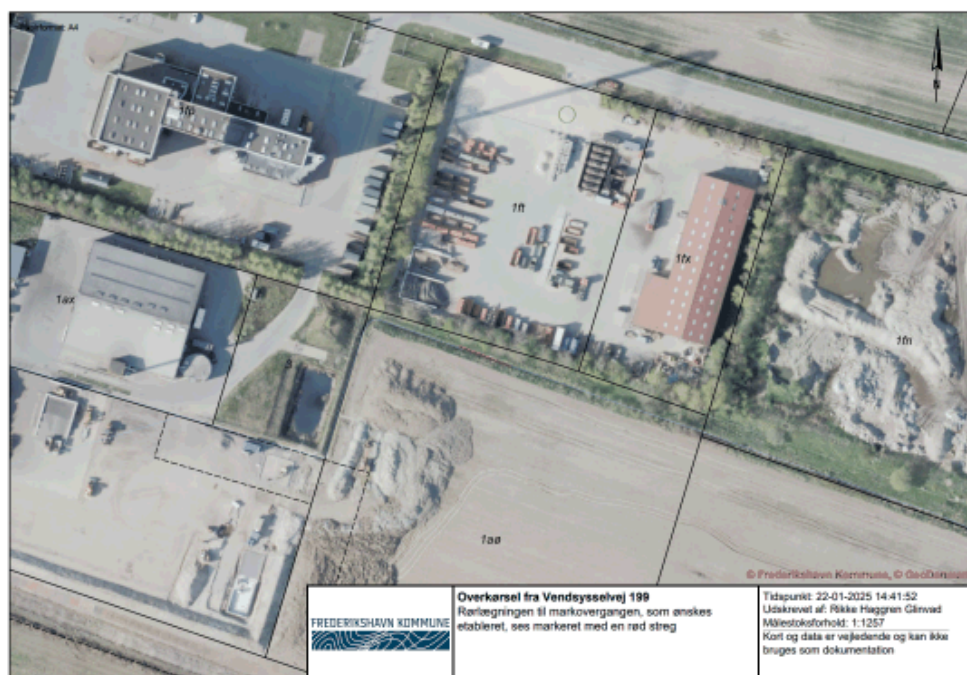 A4
1fp
1ft
1fx
1ax
1fn
1aø
© Frederikshavn Kommune, © GeoDanmark
FREDERIKSHAVN KOMMUNE
Overkørsel fra Vendsysselvej 199
Rørlægningen til markovergangen, som ønskes
etableret, ses markeret med en rød streg
Tidspunkt: 22-01-2025 14:41:52
Udskrevet af: Rikke Haggren Glinvad
Målestoksforhold: 1:1257
Kort og data er vejledende og kan ikke
bruges som dokumentation